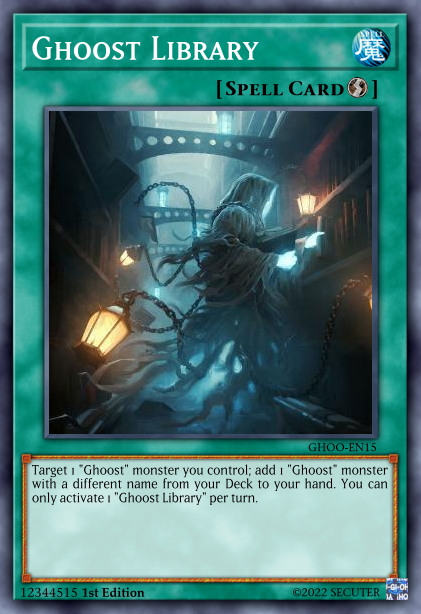 Ghoost Library
魔
[Spell Card]
GHOO-EN15
Target 1 "Ghoost" monster you control; add 1 "Ghoost" monster
with a different name from your Deck to your hand. You can
only activate 1 "Ghoost Library" per turn.
12344515 1st Edition
©2022 SECUTER